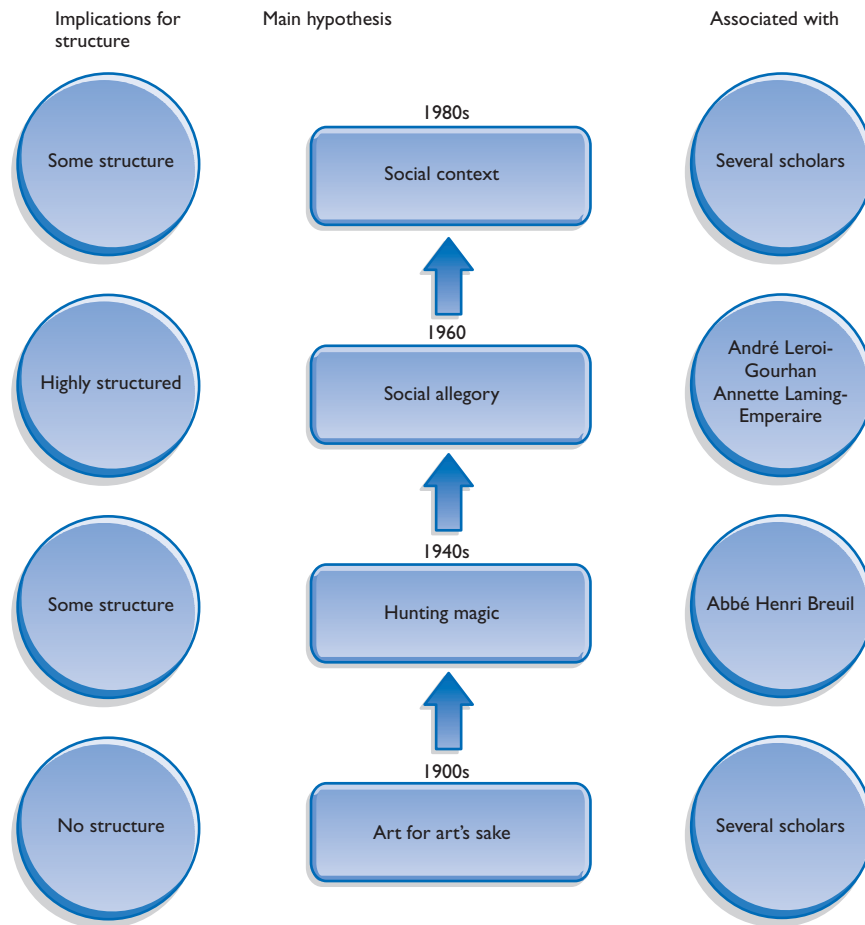 Implications for
structure
Main hypothesis
Associated with
1980s
Some structure
Social context
Several scholars
1960
Highly structured
Social allegory
André Leroi-
Gourhan
Annette Laming-
Emperaire
1940s
Some structure
Hunting magic
Abbé Henri Breuil
1900s
No structure
Art for art's sake
Several scholars